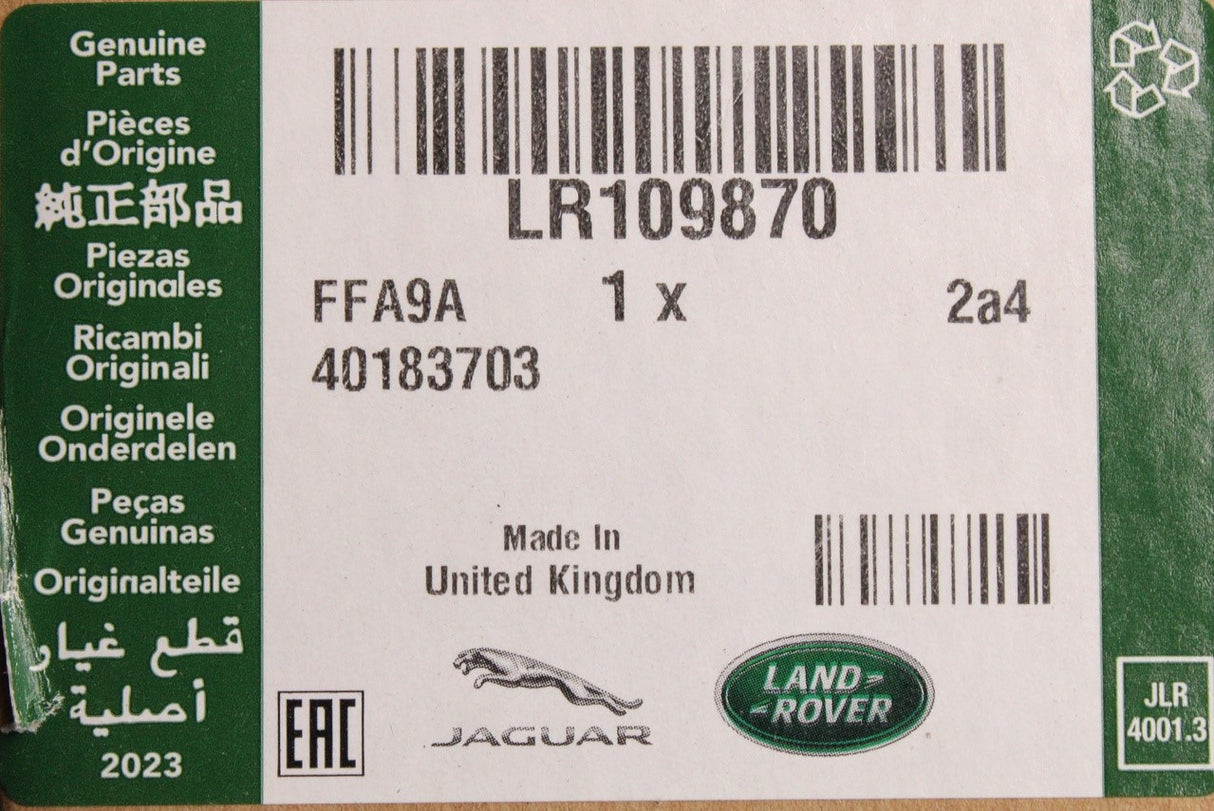 Genuine
Parts
Pièces
d'Origine
純正部品
Piezas
Originales
Ricambi
Originali
Originele
Onderdelen
Peças
Genuinas
Originalteile
قطع غيار
أصلية
2023
LR109870
FFA9A 1 x 2a4
40183703
Made In
United Kingdom
EAC
JAGUAR
LAND
ROVER
JLR
4001.3